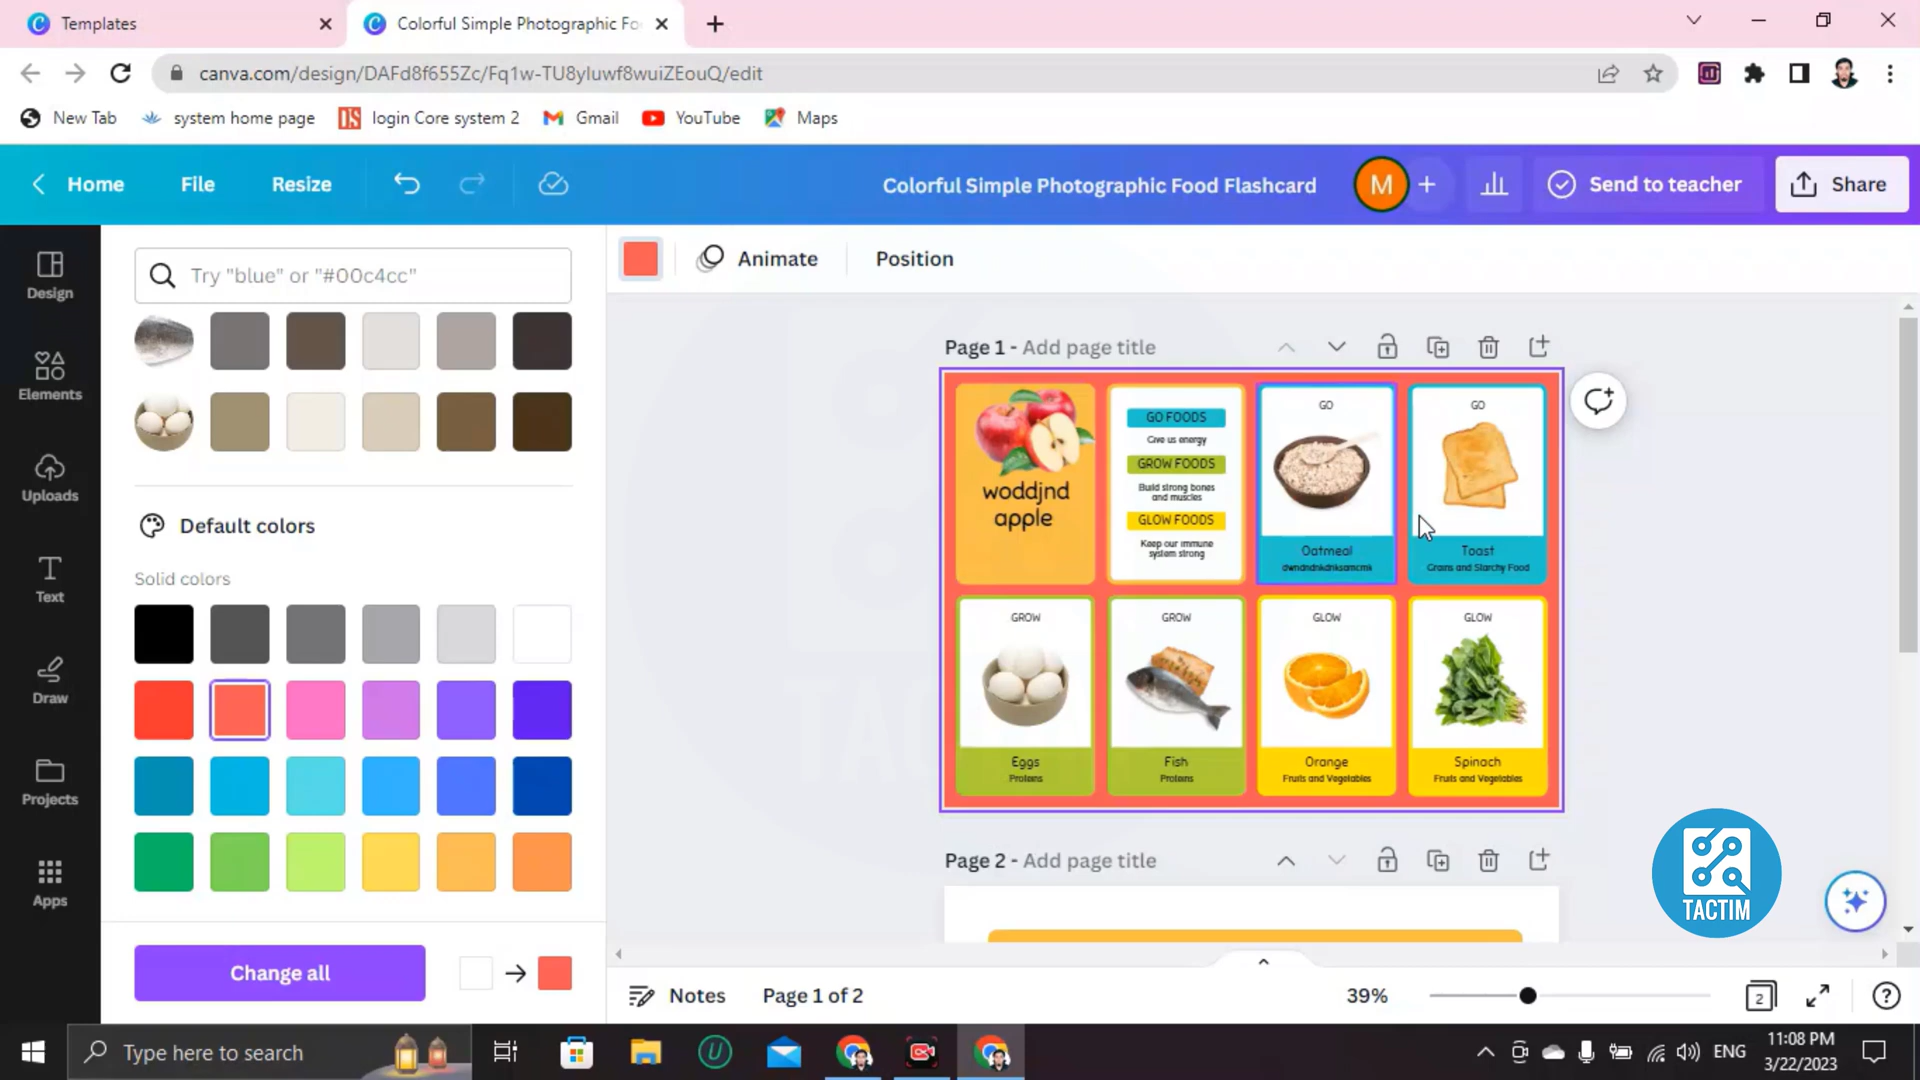 Templates
Colorful Simple Photographic Fo
canva.com/design/DAFd8f655Zc/Fq1w-TU8yIuwf8wuiZEouQ/edit
New Tab
system home page
login Core system 2
Gmail
YouTube
Maps
Home
File
Resize
Colorful Simple Photographic Food Flashcard
M
Send to teacher
Share
Design
Elements
Uploads
Text
Draw
Projects
Apps
Try "blue" or "#00c4cc"
Default colors
Solid colors
Change all
Animate
Position
Page 1 - Add page title
woddjnd
apple
GO FOODS
Give us energy
GROW FOODS
Build strong bones
and muscles
GLOW FOODS
Keep our immune
system strong
GO
Oatmeal
dwndndnkdnksamcmk
GO
Toast
Grains and Starchy Food
GROW
Eggs
Proteins
GROW
Fish
Proteins
GLOW
Orange
Fruits and Vegetables
GLOW
Spinach
Fruits and Vegetables
Page 2 - Add page title
TACTIM
TACTIM
Notes
Page 1 of 2
39%
2
Type here to search
ENG
11:08 PM
3/22/2023